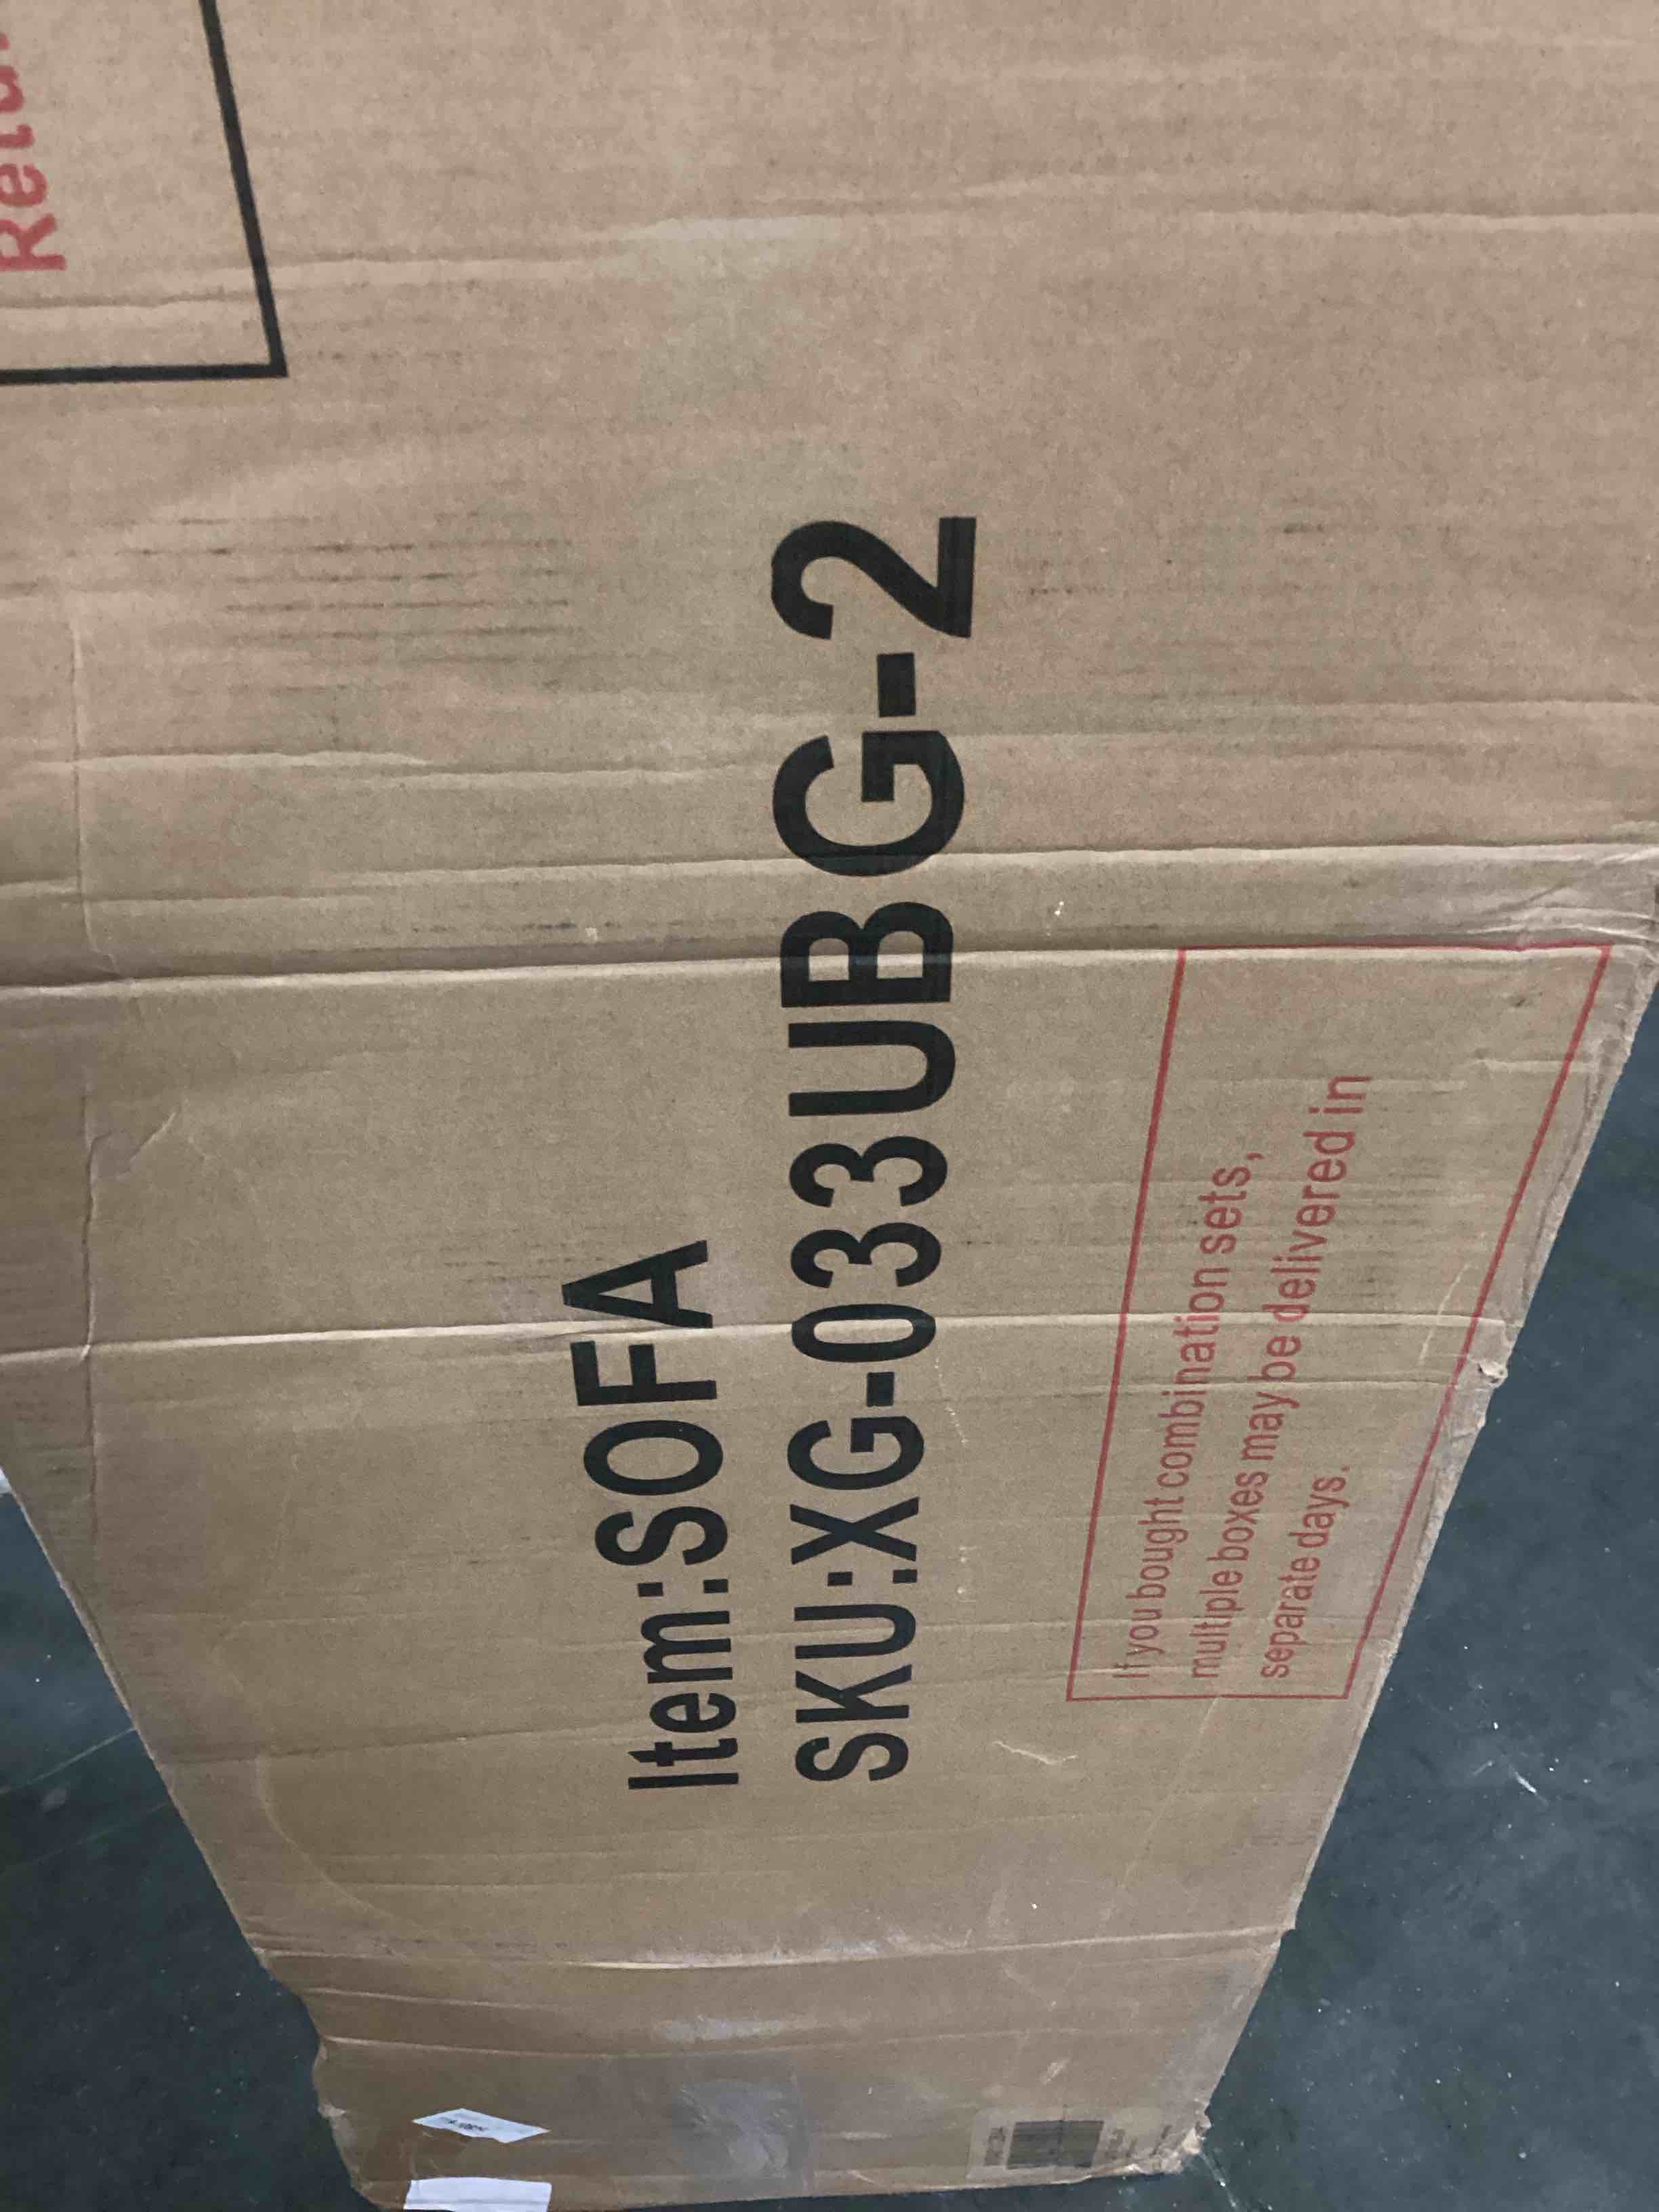 Item:SOFA
SKU:XG-033UBG-2
If you bought combination sets,
multiple boxes may be delivered in
separate days.